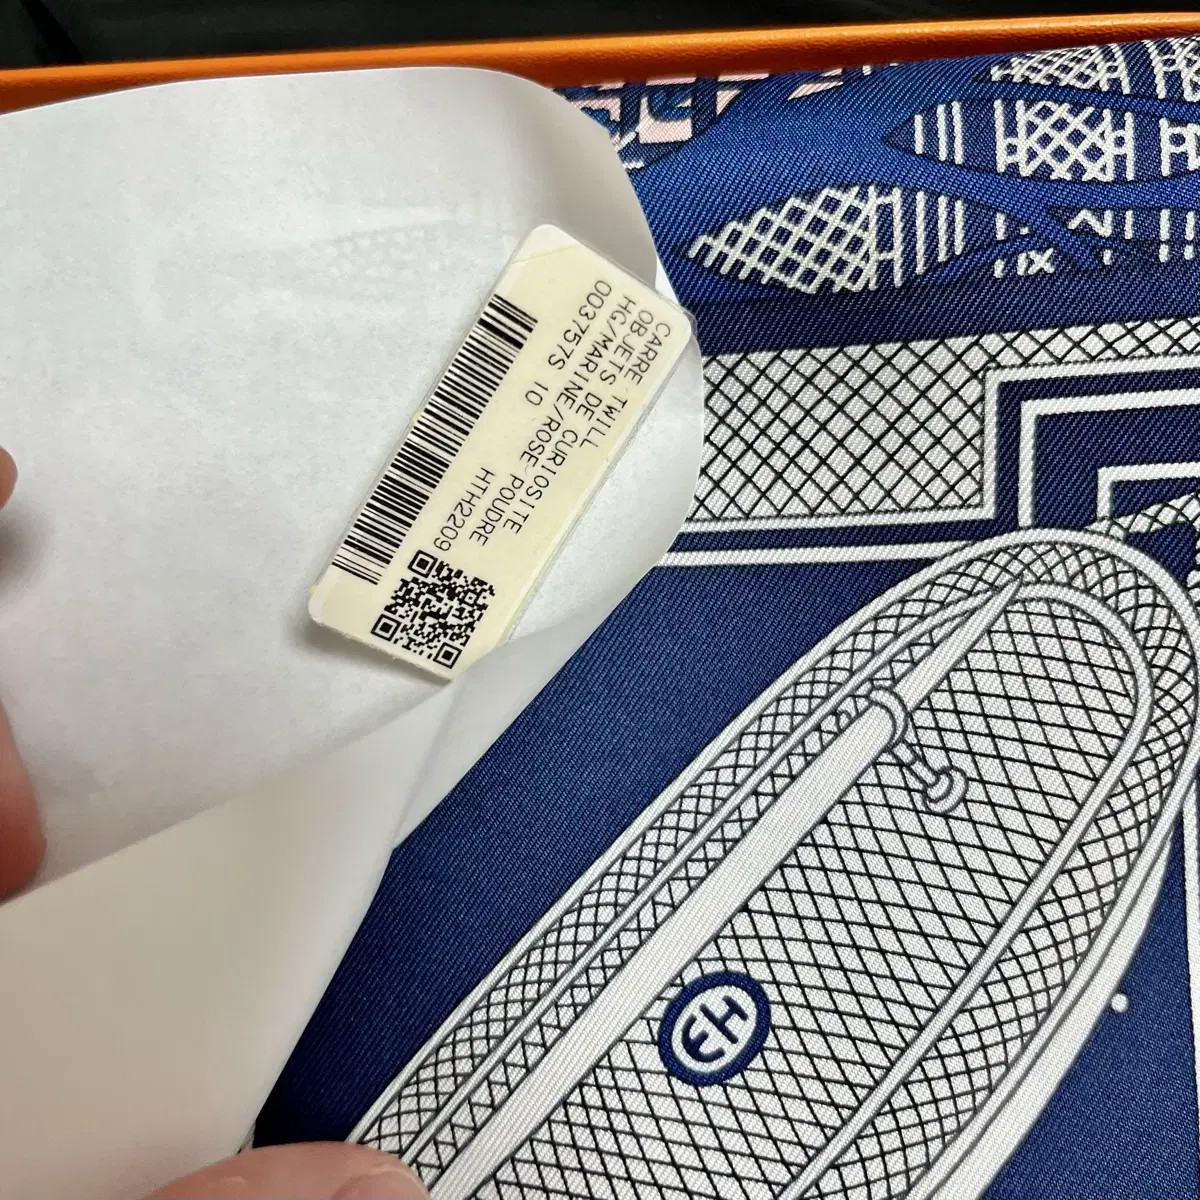 CARRE TWILL
OBJETS DE CURIOSITE
HG/MARINE/ROSE POUDRE
003757S 10 HTH2209
EH